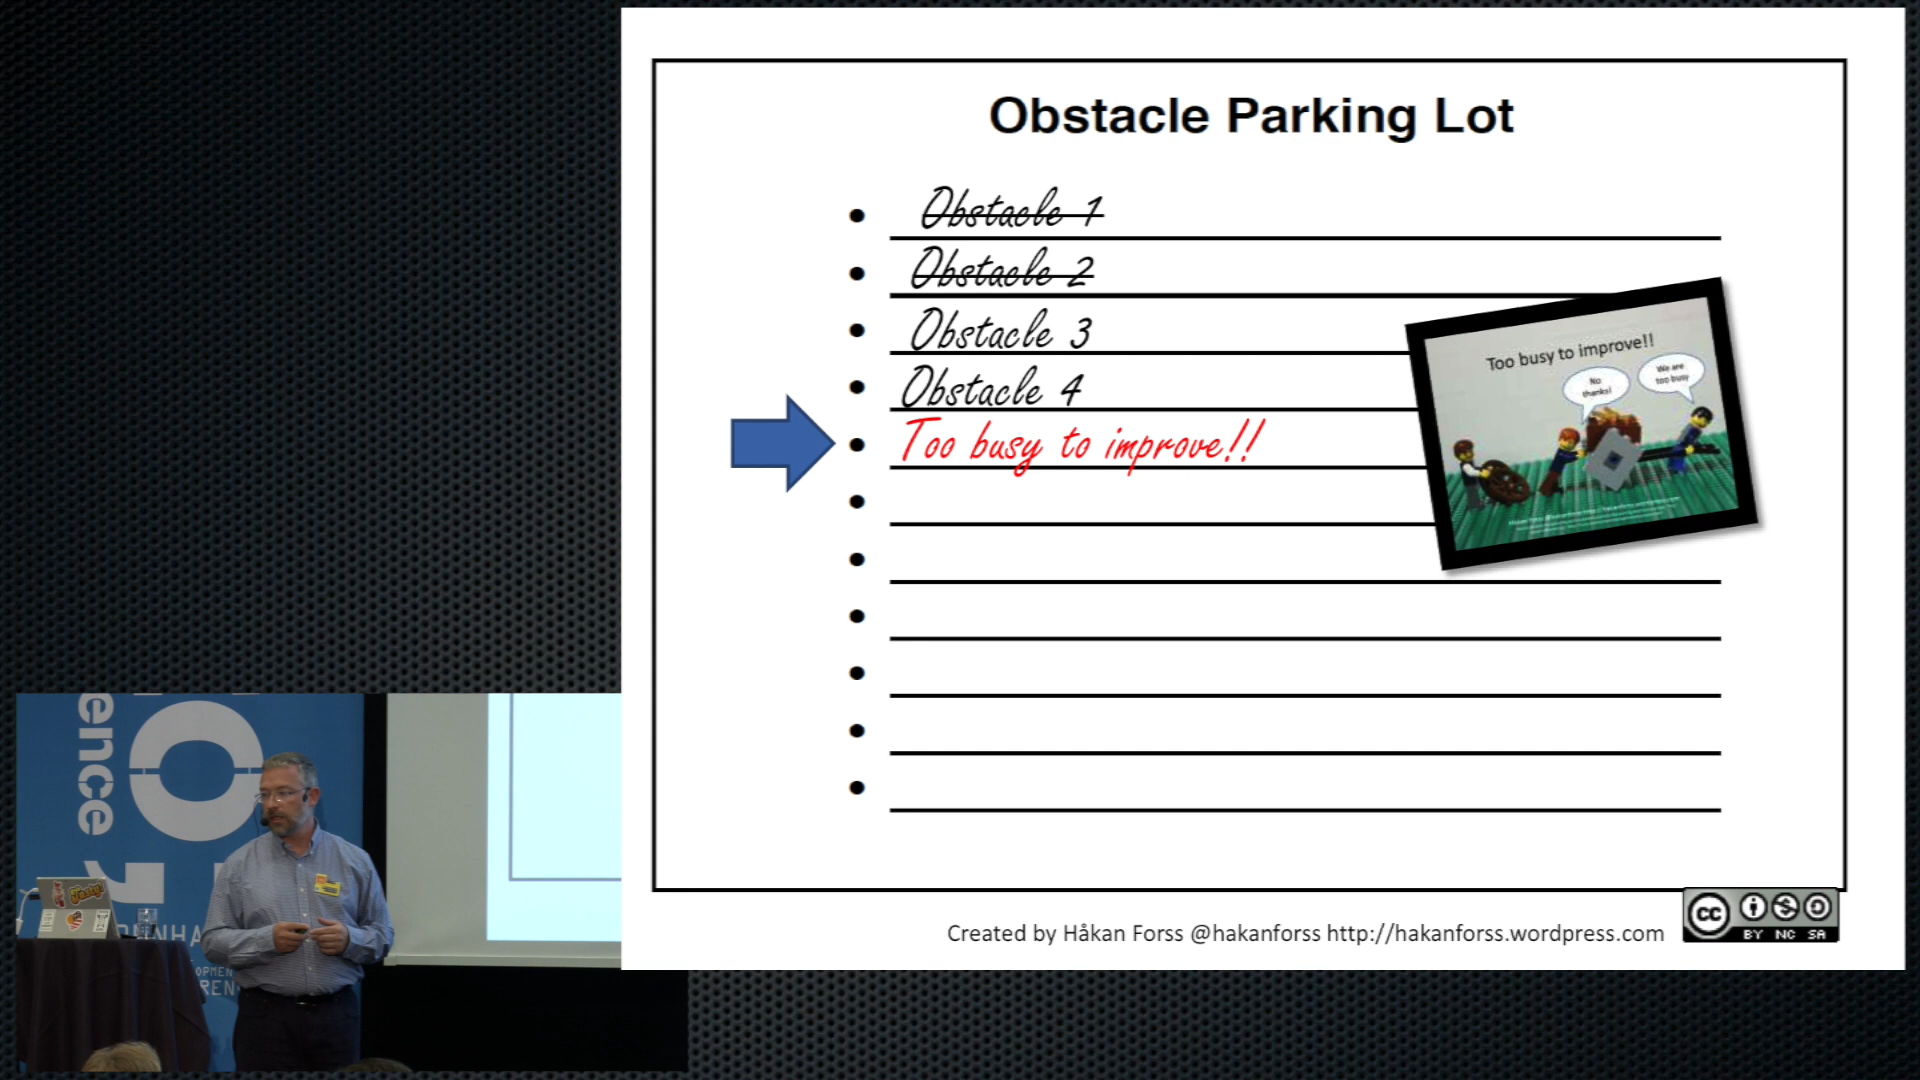 Obstacle Parking Lot
• Obstacle 1
• Obstacle 2
• Obstacle 3
• Obstacle 4
• Too busy to improve!!
Too busy to improve!!
No
thanks!
We are
too busy
Created by Håkan Forss @hakanforss http://hakanforss.wordpress.com
cc
BY NC SA
ence
Tasty!